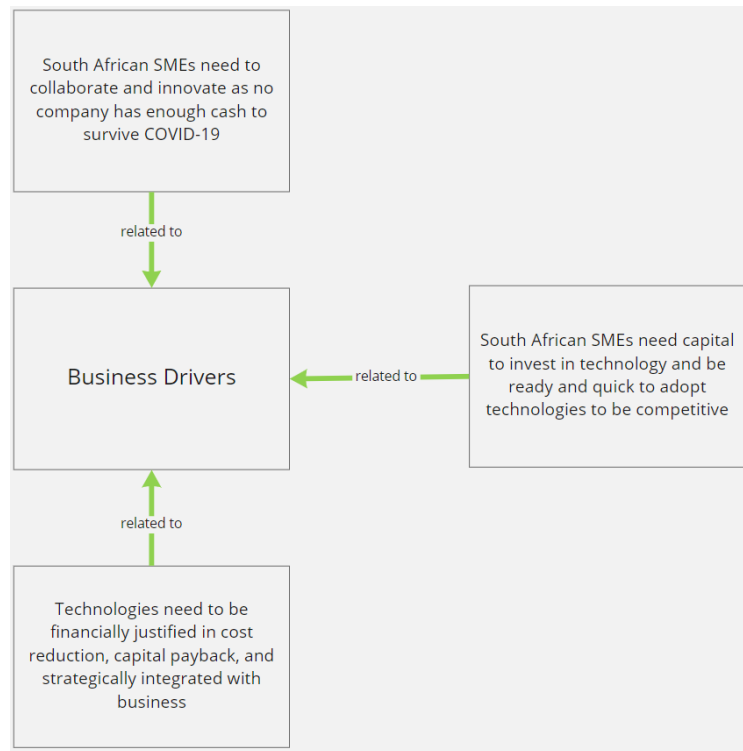 South African SMEs need to
collaborate and innovate as no
company has enough cash to
survive COVID-19
related to
Business Drivers
related to
South African SMEs need capital
to invest in technology and be
ready and quick to adopt
technologies to be competitive
related to
Technologies need to be
financially justified in cost
reduction, capital payback, and
strategically integrated with
business